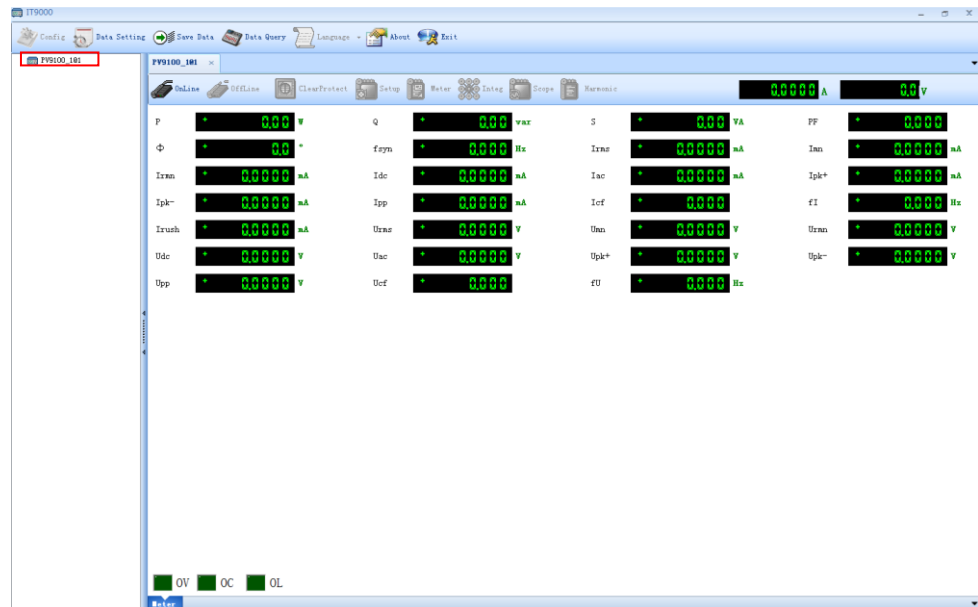 IT9000
Config Data Setting Save Data Data Query Language About Exit
PV9100_101
PV9100_101 ×
OnLine OffLine ClearProtect Setup Meter Integ Scope Harmonic 0.0000 A 0.0 V
P + 0.00 W Q + 0.00 var S + 0.00 VA PF + 0.000
Φ + 0.0 ° fsyn + 0.000 Hz Irms + 0.0000 mA Imn + 0.0000 mA
Irmn + 0.0000 mA Idc + 0.0000 mA Iac + 0.0000 mA Ipk+ + 0.0000 mA
Ipk- + 0.0000 mA Ipp + 0.0000 mA Icf + 0.000 fI + 0.000 Hz
Irush + 0.0000 mA Urms + 0.0000 V Umn + 0.0000 V Urmn + 0.0000 V
Udc + 0.0000 V Uac + 0.0000 V Upk+ + 0.0000 V Upk- + 0.0000 V
Upp + 0.0000 V Ucf + 0.000 fU + 0.000 Hz
OV OC OL
Meter